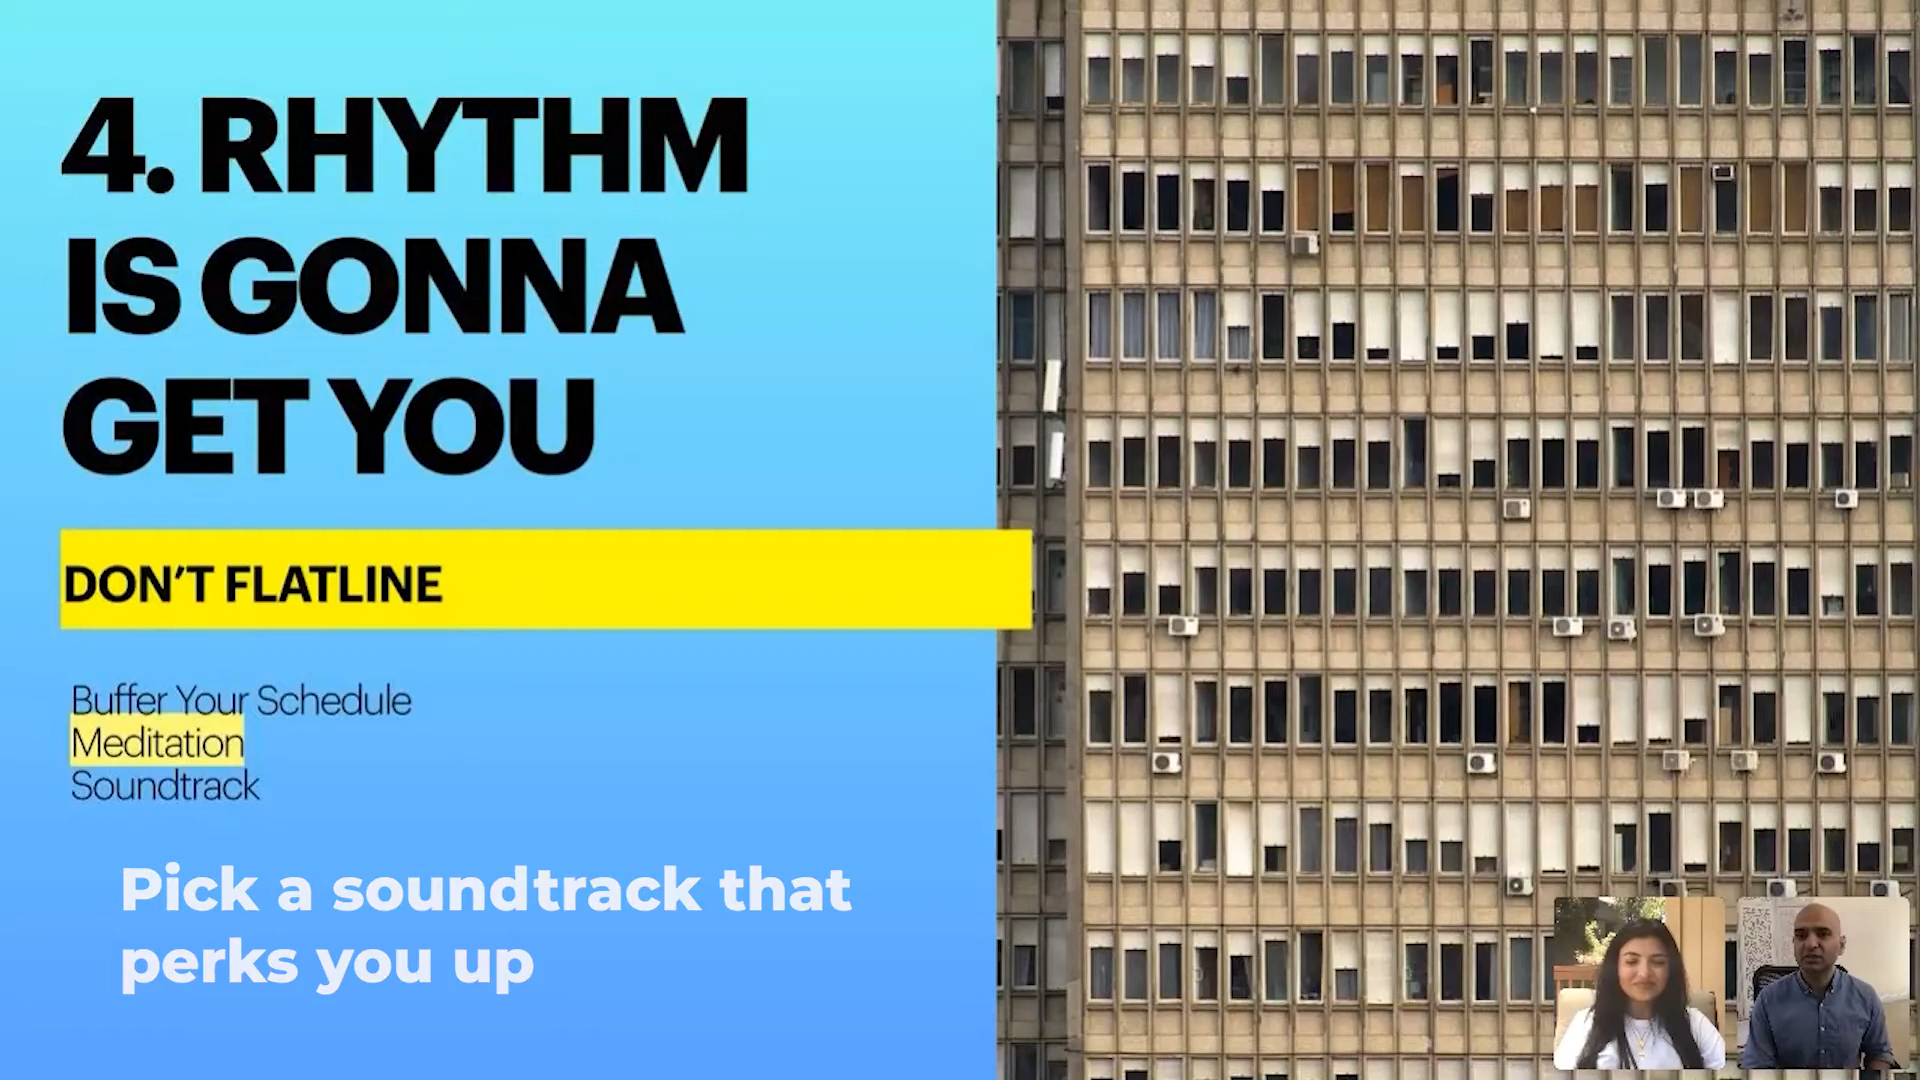 4. RHYTHM
IS GONNA
GET YOU
DON'T FLATLINE
Buffer Your Schedule
Meditation
Soundtrack
Pick a soundtrack that
perks you up